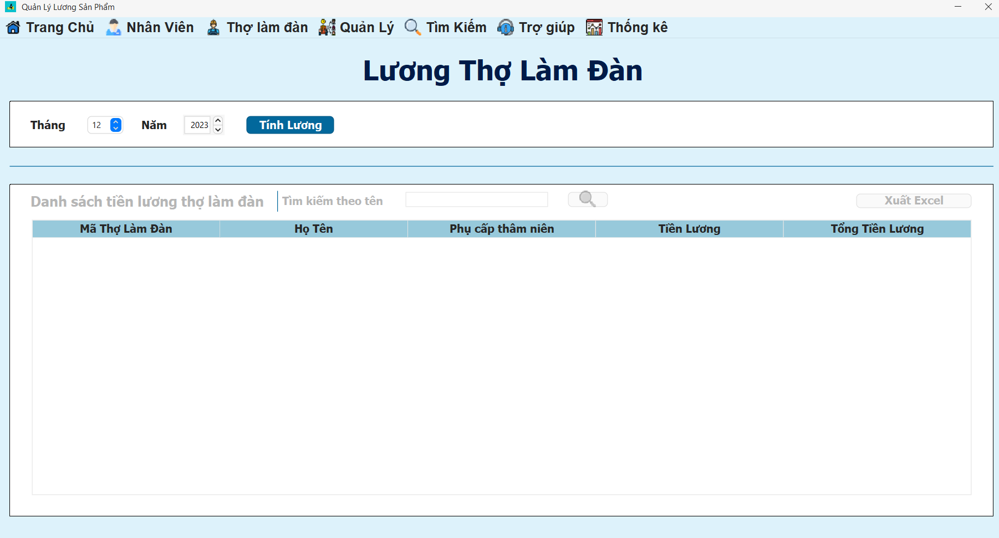 Quản Lý Lương Sản Phẩm
Trang Chủ Nhân Viên Thợ làm đàn Quản Lý Tìm Kiếm Trợ giúp Thống kê
Lương Thợ Làm Đàn
Tháng 12 Năm 2023 Tính Lương
Danh sách tiền lương thợ làm đàn Tìm kiếm theo tên Xuất Excel
Mã Thợ Làm Đàn Họ Tên Phụ cấp thâm niên Tiền Lương Tổng Tiền Lương